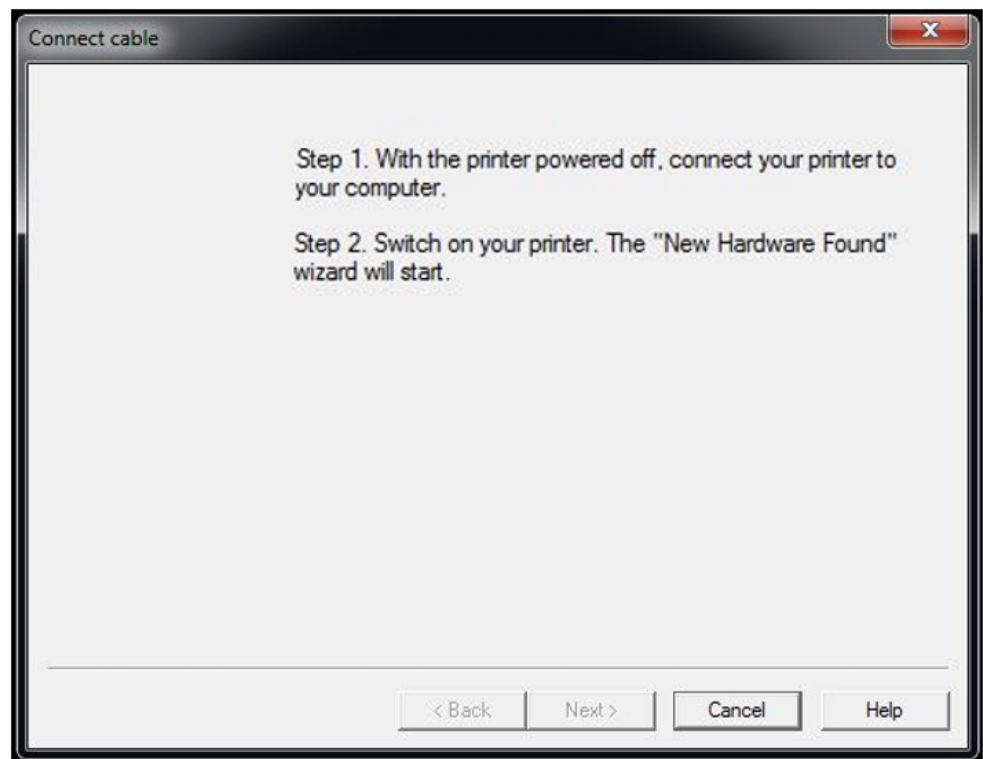 Connect cable
Step 1. With the printer powered off, connect your printer to
your computer.
Step 2. Switch on your printer. The "New Hardware Found"
wizard will start.
< Back
Next >
Cancel
Help